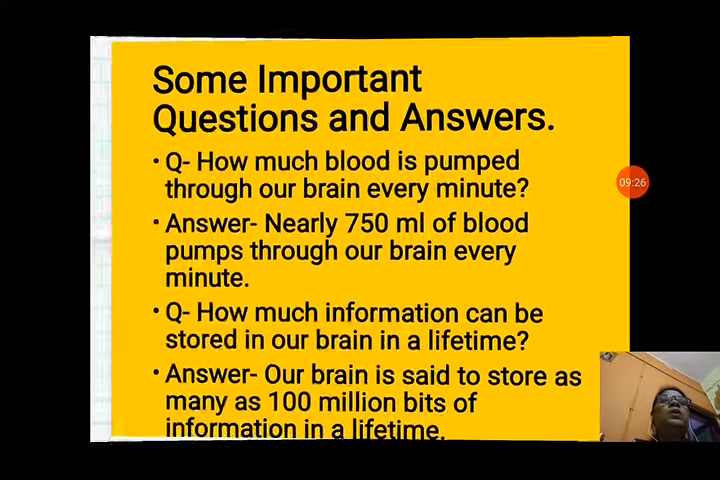 Some Important
Questions and Answers.
• Q- How much blood is pumped
through our brain every minute?
09:26
• Answer- Nearly 750 ml of blood
pumps through our brain every
minute.
• Q- How much information can be
stored in our brain in a lifetime?
• Answer- Our brain is said to store as
many as 100 million bits of
information in a lifetime.